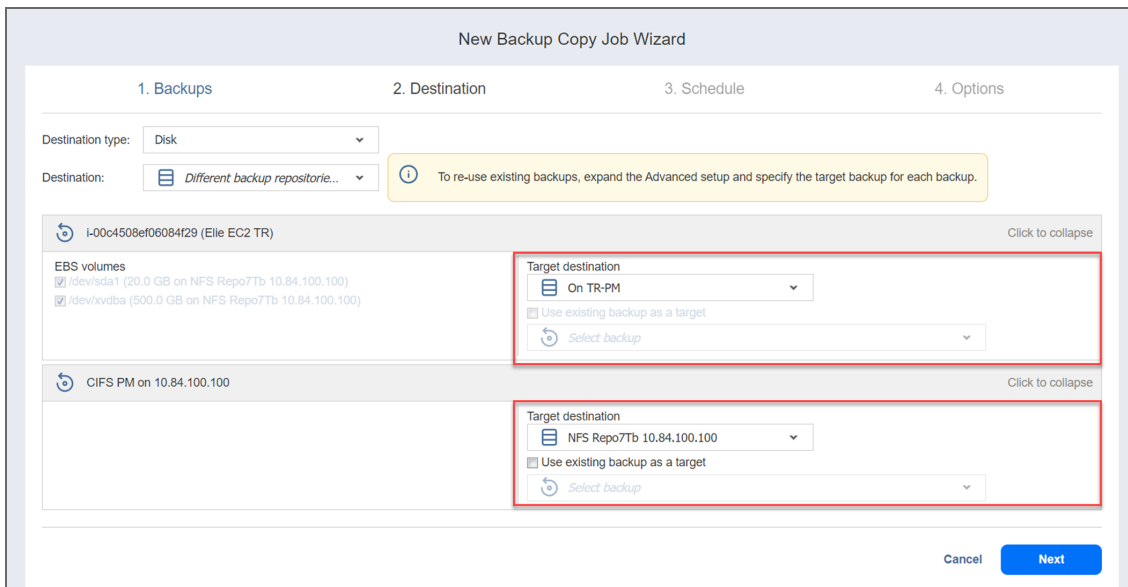 New Backup Copy Job Wizard
1. Backups 2. Destination 3. Schedule 4. Options
Destination type: Disk
Destination: Different backup repositorie...
To re-use existing backups, expand the Advanced setup and specify the target backup for each backup.
i-00c4508ef06084f29 (Elie EC2 TR) Click to collapse
EBS volumes
/dev/sda1 (20.0 GB on NFS Repo7Tb 10.84.100.100)
/dev/xvdba (500.0 GB on NFS Repo7Tb 10.84.100.100)
Target destination
On TR-PM
Use existing backup as a target
Select backup
CIFS PM on 10.84.100.100 Click to collapse
Target destination
NFS Repo7Tb 10.84.100.100
Use existing backup as a target
Select backup
Cancel Next